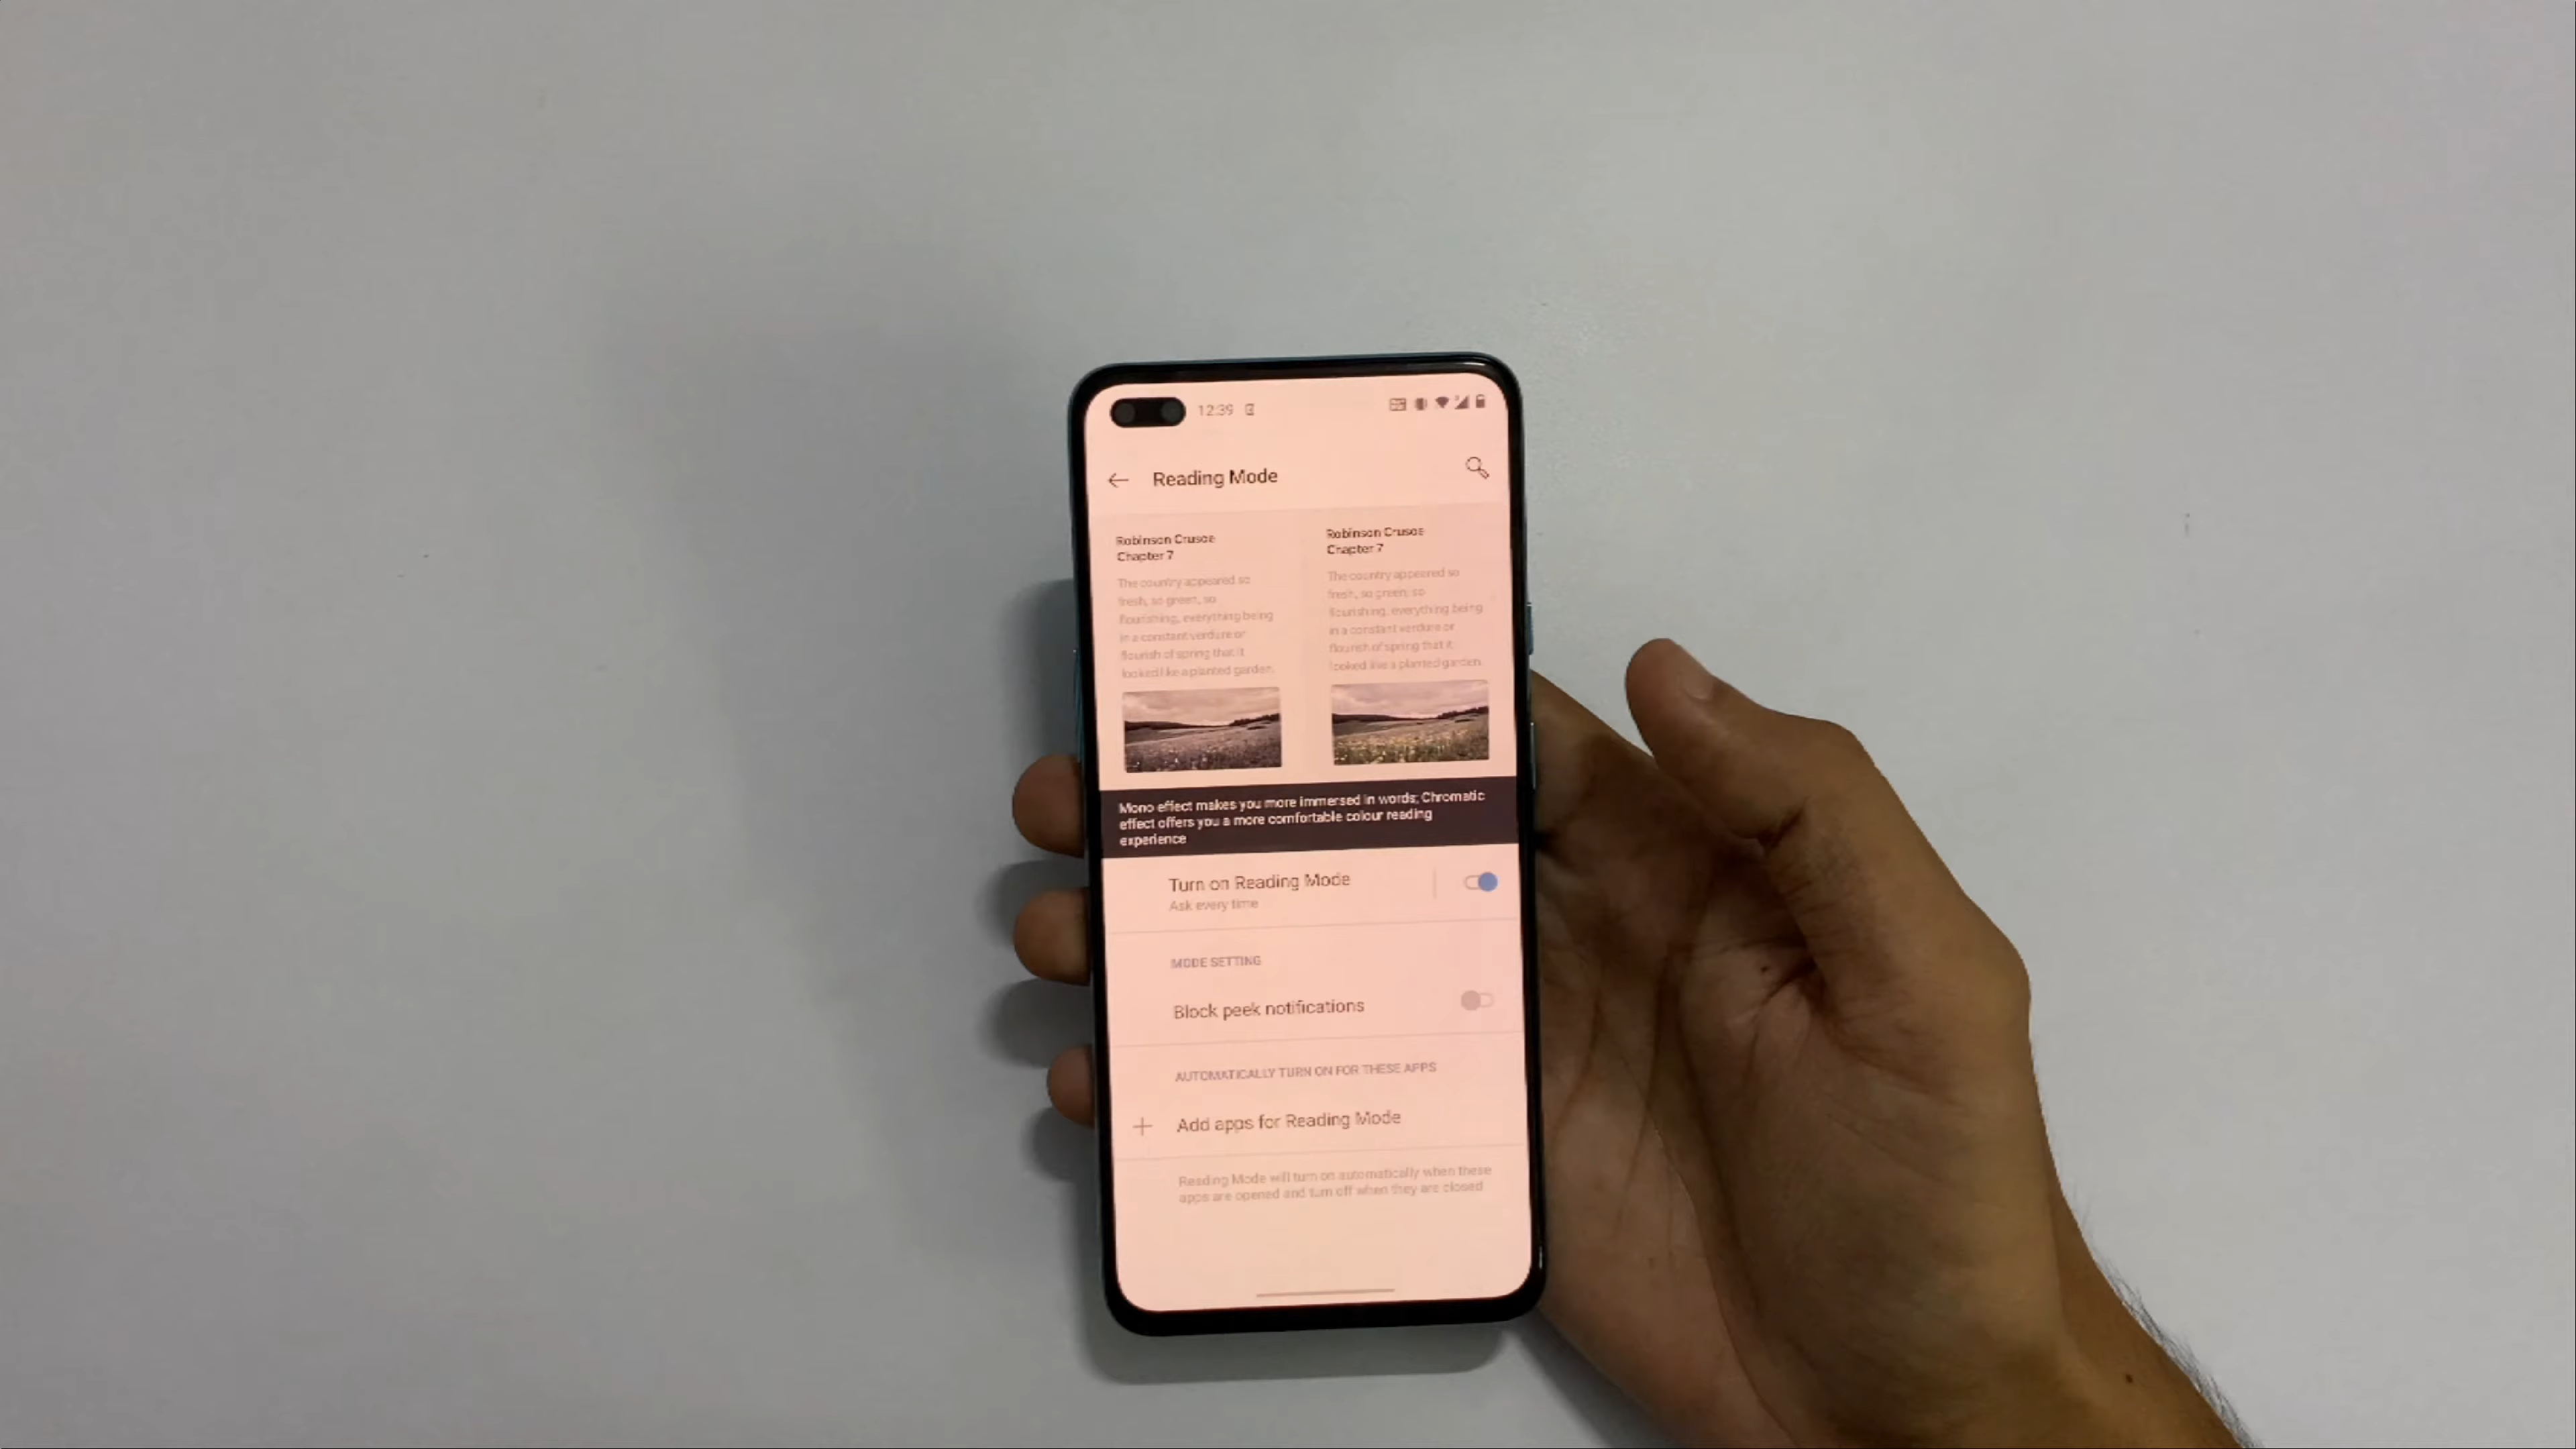 12:39
Reading Mode
Robinson Crusoe
Chapter 7
The country appeared so
fresh, so green, so
flourishing, everything being
in a constant verdure or
flourish of spring that it
looked like a planted garden.
Robinson Crusoe
Chapter 7
The country appeared so
fresh, so green, so
flourishing, everything being
in a constant verdure or
flourish of spring that it
looked like a planted garden.
Mono effect makes you more immersed in words; Chromatic
effect offers you a more comfortable colour reading
experience
Turn on Reading Mode
Ask every time
MODE SETTING
Block peek notifications
AUTOMATICALLY TURN ON FOR THESE APPS
Add apps for Reading Mode
Reading Mode will turn on automatically when these
apps are opened and turn off when they are closed